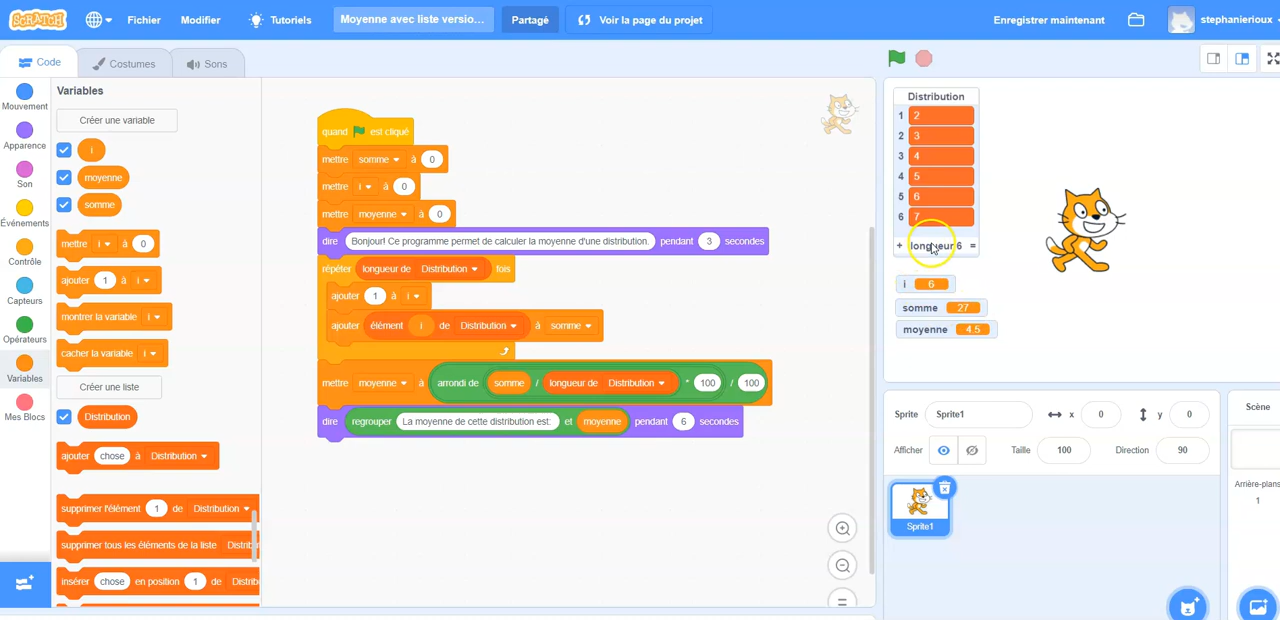 SCRATCH
Fichier
Modifier
Tutoriels
Moyenne avec liste versio...
Partagé
Voir la page du projet
Enregistrer maintenant
stephanierioux
Code
Costumes
Sons
Mouvement
Apparence
Son
Événements
Contrôle
Capteurs
Opérateurs
Variables
Mes Blocs
Variables
Créer une variable
i
moyenne
somme
mettre i à 0
ajouter 1 à i
montrer la variable i
cacher la variable i
Créer une liste
Distribution
ajouter chose à Distribution
supprimer l'élément 1 de Distribution
supprimer tous les éléments de la liste Distrib
insérer chose en position 1 de Distribu
quand est cliqué
mettre somme à 0
mettre i à 0
mettre moyenne à 0
dire Bonjour! Ce programme permet de calculer la moyenne d'une distribution. pendant 3 secondes
répéter longueur de Distribution fois
ajouter 1 à i
ajouter élément i de Distribution à somme
mettre moyenne à arrondi de somme / longueur de Distribution * 100 / 100
dire regrouper La moyenne de cette distribution est: et moyenne pendant 6 secondes
Distribution
1 2
2 3
3 4
4 5
5 6
6 7
+ longueur 6 =
i 6
somme 27
moyenne 4.5
Sprite Sprite1 x 0 y 0
Afficher Taille 100 Direction 90
Sprite1
Scène
Arrière-plans
1